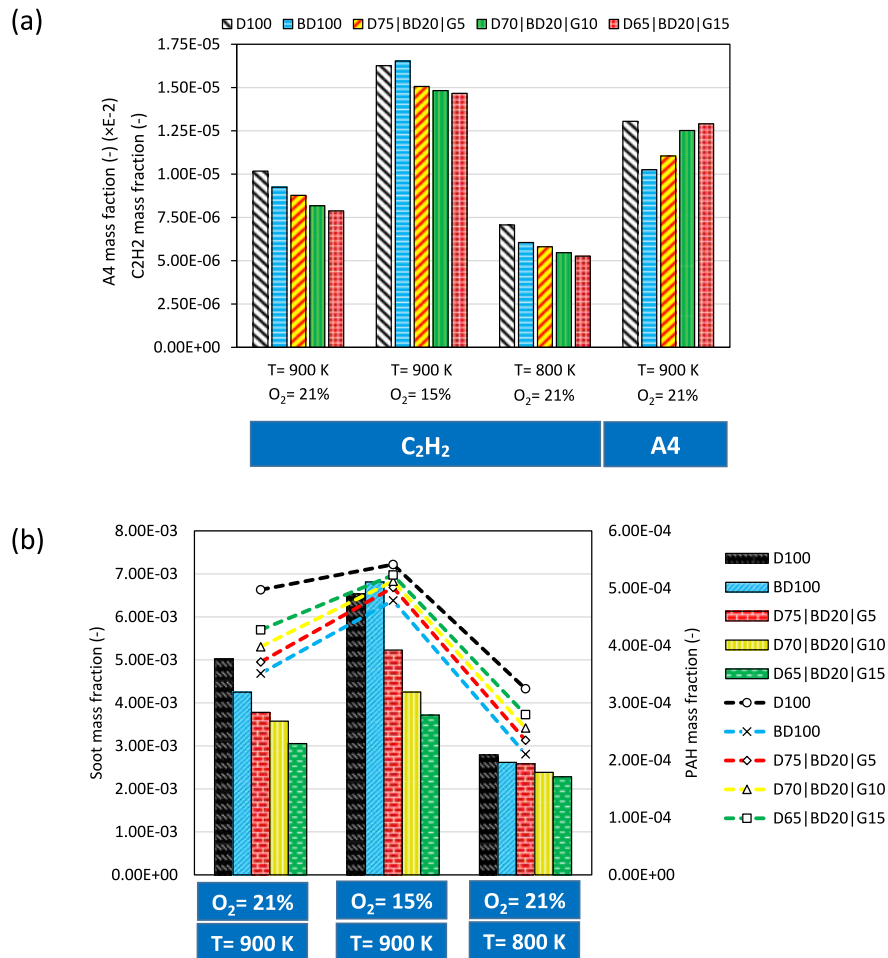 (a)
D100 BD100 D75|BD20|G5 D70|BD20|G10 D65|BD20|G15
A4 mass faction (-) (×E-2)
C2H2 mass fraction (-)
1.75E-05
1.50E-05
1.25E-05
1.00E-05
7.50E-06
5.00E-06
2.50E-06
0.00E+00
T= 900 K T= 900 K T= 800 K T= 900 K
O₂= 21% O₂= 15% O₂= 21% O₂= 21%
C₂H₂ A4
(b)
Soot mass fraction (-)
8.00E-03
7.00E-03
6.00E-03
5.00E-03
4.00E-03
3.00E-03
2.00E-03
1.00E-03
0.00E+00
6.00E-04
5.00E-04
4.00E-04
3.00E-04
2.00E-04
1.00E-04
0.00E+00
PAH mass fraction (-)
D100
BD100
D75|BD20|G5
D70|BD20|G10
D65|BD20|G15
D100
BD100
D75|BD20|G5
D70|BD20|G10
D65|BD20|G15
O₂= 21% O₂= 15% O₂= 21%
T= 900 K T= 900 K T= 800 K